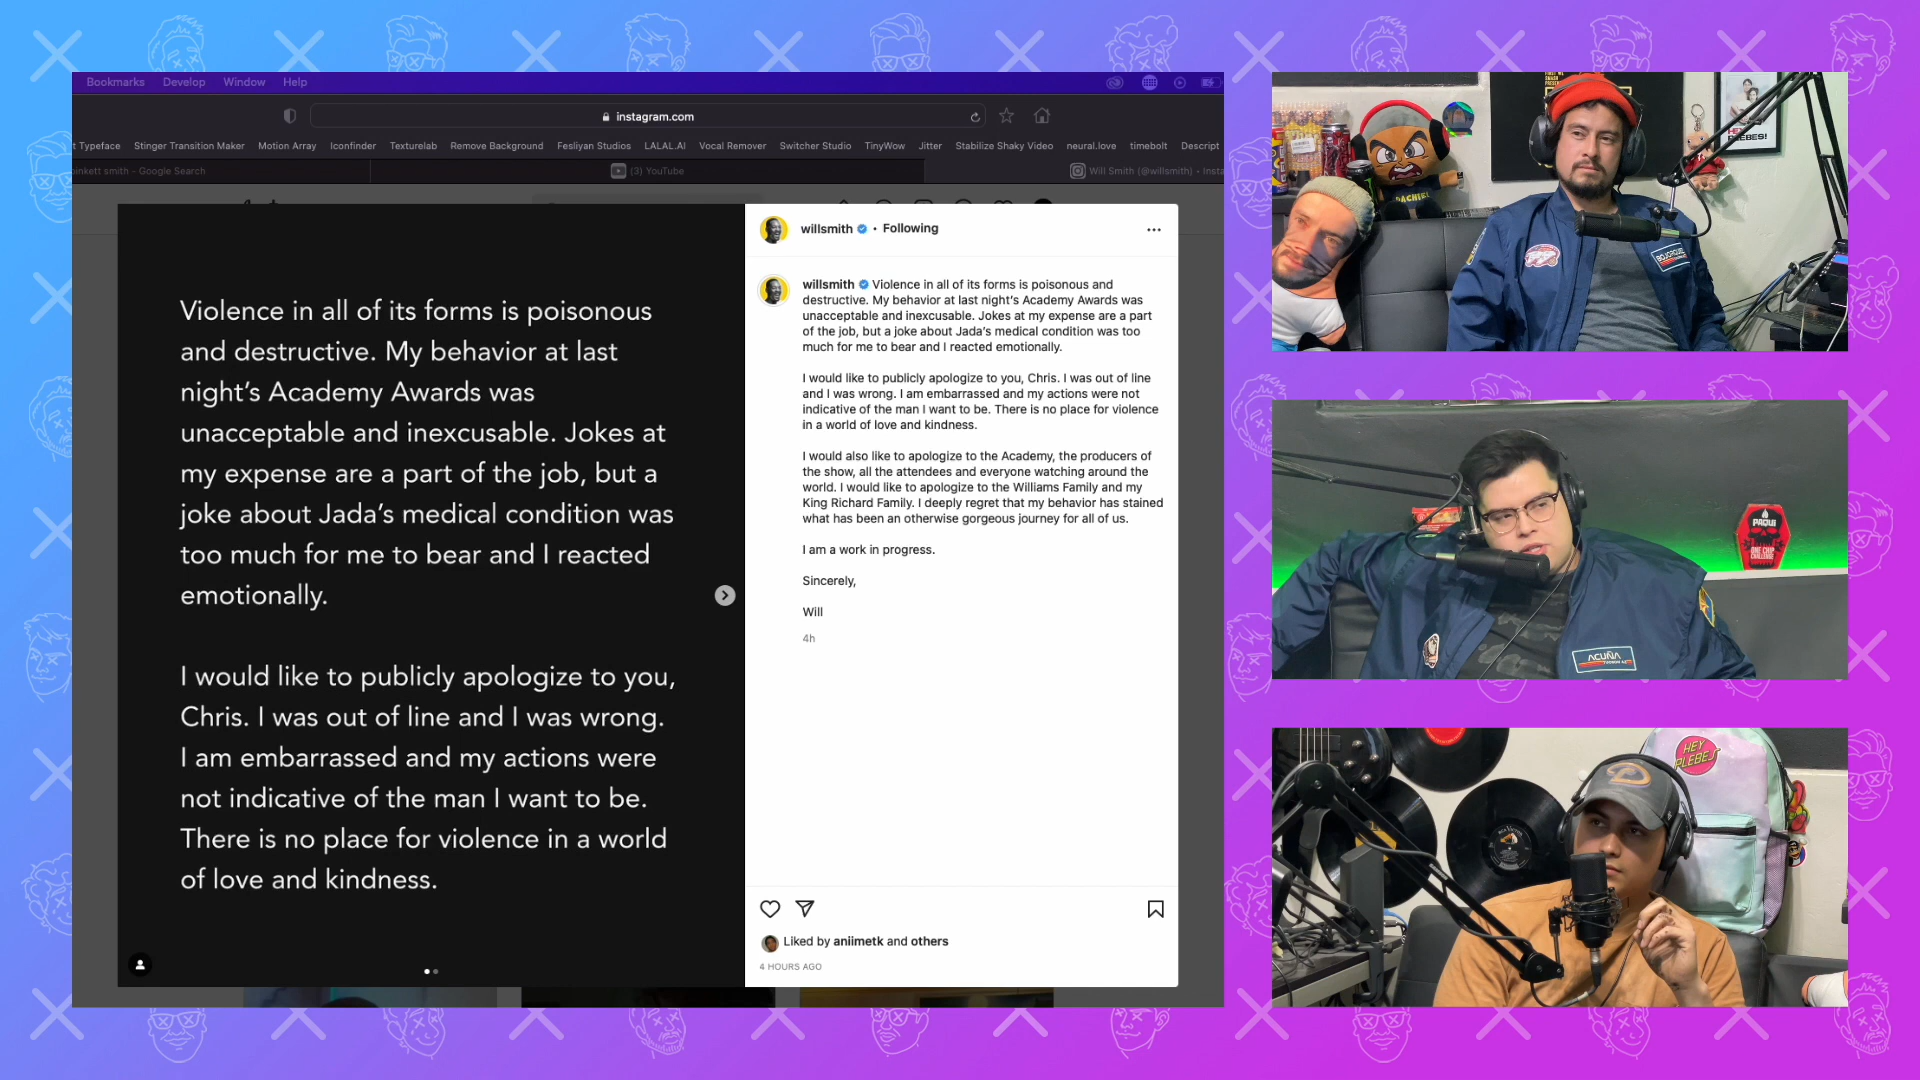 Bookmarks Develop Window Help
instagram.com
t Typeface Stinger Transition Maker Motion Array Iconfinder Texturelab Remove Background Fesliyan Studios LALAL.AI Vocal Remover Switcher Studio TinyWow Jitter Stabilize Shaky Video neural.love timebolt Descript
pinkett smith - Google Search
(3) YouTube
Will Smith (@willsmith) • Insta
Violence in all of its forms is poisonous
and destructive. My behavior at last
night’s Academy Awards was
unacceptable and inexcusable. Jokes at
my expense are a part of the job, but a
joke about Jada’s medical condition was
too much for me to bear and I reacted
emotionally.
I would like to publicly apologize to you,
Chris. I was out of line and I was wrong.
I am embarrassed and my actions were
not indicative of the man I want to be.
There is no place for violence in a world
of love and kindness.
willsmith • Following
willsmith Violence in all of its forms is poisonous and
destructive. My behavior at last night’s Academy Awards was
unacceptable and inexcusable. Jokes at my expense are a part
of the job, but a joke about Jada’s medical condition was too
much for me to bear and I reacted emotionally.
I would like to publicly apologize to you, Chris. I was out of line
and I was wrong. I am embarrassed and my actions were not
indicative of the man I want to be. There is no place for violence
in a world of love and kindness.
I would also like to apologize to the Academy, the producers of
the show, all the attendees and everyone watching around the
world. I would like to apologize to the Williams Family and my
King Richard Family. I deeply regret that my behavior has stained
what has been an otherwise gorgeous journey for all of us.
I am a work in progress.
Sincerely,
Will
4h
Liked by aniimetk and others
4 HOURS AGO
HEY
PLEBES!
BOJORQUEZ
PAQUI
ONE CHIP
CHALLENGE
ACUÑA
TUCSON AZ
HEY
PLEBES